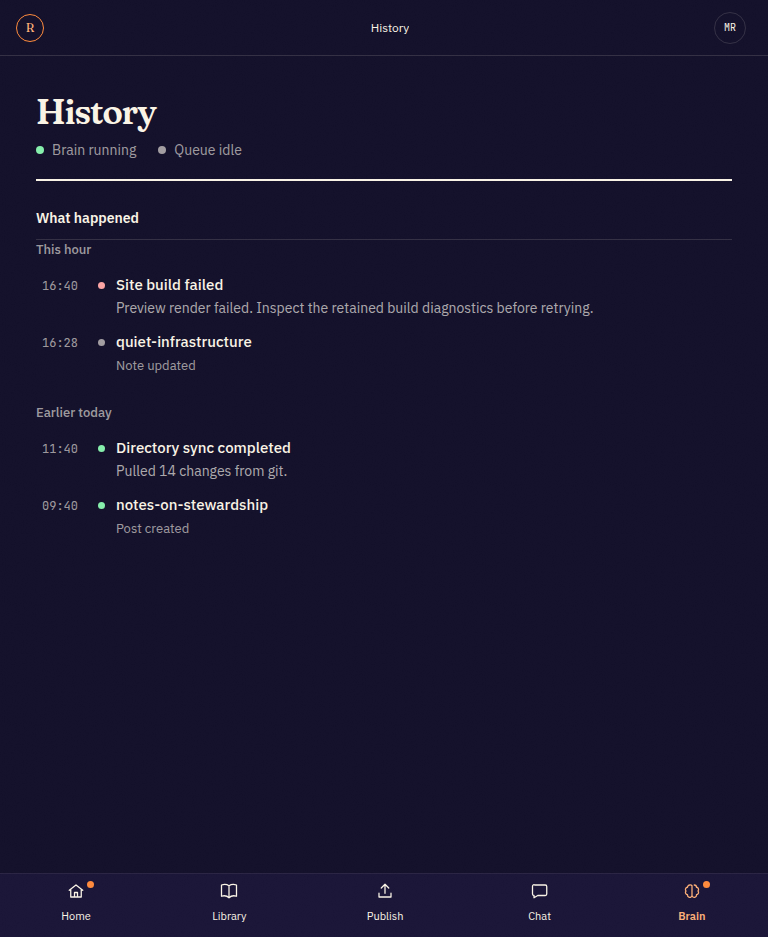 R
History
MR
History
Brain running
Queue idle
What happened
This hour
16:40 Site build failed
Preview render failed. Inspect the retained build diagnostics before retrying.
16:28 quiet-infrastructure
Note updated
Earlier today
11:40 Directory sync completed
Pulled 14 changes from git.
09:40 notes-on-stewardship
Post created
Home
Library
Publish
Chat
Brain